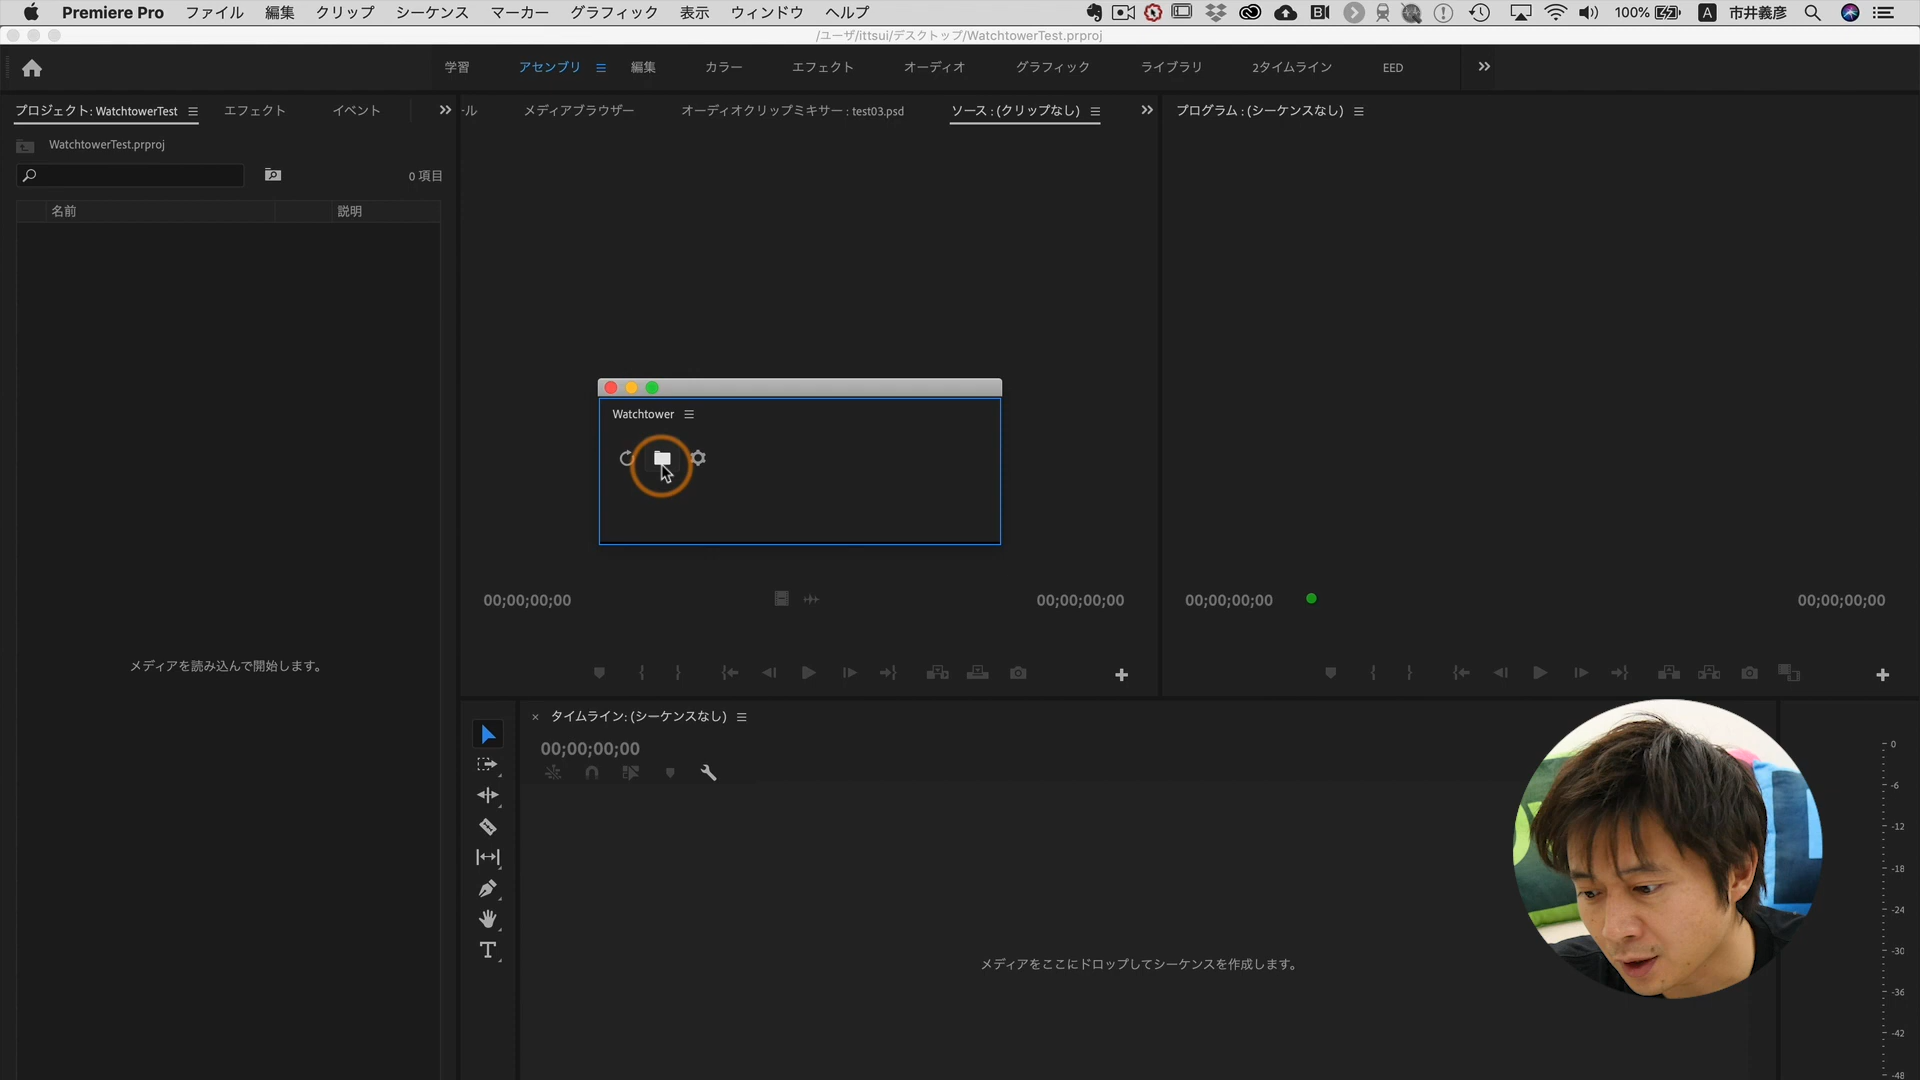 Premiere Pro ファイル 編集 クリップ シーケンス マーカー グラフィック 表示 ウィンドウ ヘルプ 100% A 市井義彦
/ユーザ/ittsui/デスクトップ/WatchtowerTest.prproj
学習 アセンブリ 編集 カラー エフェクト オーディオ グラフィック ライブラリ 2タイムライン EED
プロジェクト: WatchtowerTest エフェクト イベント ール メディアブラウザー オーディオクリップミキサー : test03.psd ソース : (クリップなし) プログラム : (シーケンスなし)
WatchtowerTest.prproj
0 項目
名前 説明
Watchtower
00;00;00;00 00;00;00;00 00;00;00;00 00;00;00;00
メディアを読み込んで開始します。
タイムライン: (シーケンスなし)
00;00;00;00
メディアをここにドロップしてシーケンスを作成します。
0
-6
-12
-18
-24
-30
-36
-42
-48